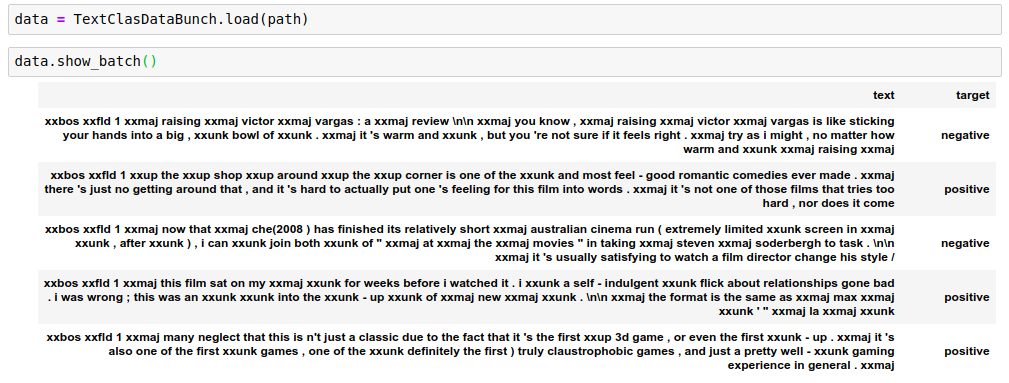 data = TextClasDataBunch.load(path)
data.show_batch()
text target
xxbos xxfld 1 xxmaj raising xxmaj victor xxmaj vargas : a xxmaj review \n\n xxmaj you know , xxmaj raising xxmaj victor xxmaj vargas is like sticking
your hands into a big , xxunk bowl of xxunk . xxmaj it 's warm and xxunk , but you 're not sure if it feels right . xxmaj try as i might , no matter how negative
warm and xxunk xxmaj raising xxmaj
xxbos xxfld 1 xxup the xxup shop xxup around xxup the xxup corner is one of the xxunk and most feel - good romantic comedies ever made . xxmaj
there 's just no getting around that , and it 's hard to actually put one 's feeling for this film into words . xxmaj it 's not one of those films that tries too positive
hard , nor does it come
xxbos xxfld 1 xxmaj now that xxmaj che(2008 ) has finished its relatively short xxmaj australian cinema run ( extremely limited xxunk screen in xxmaj
xxunk , after xxunk ) , i can xxunk join both xxunk of " xxmaj at xxmaj the xxmaj movies " in taking xxmaj steven xxmaj soderbergh to task . \n\n negative
xxmaj it 's usually satisfying to watch a film director change his style /
xxbos xxfld 1 xxmaj this film sat on my xxmaj xxunk for weeks before i watched it . i xxunk a self - indulgent xxunk flick about relationships gone bad
. i was wrong ; this was an xxunk xxunk into the xxunk - up xxunk of xxmaj new xxmaj xxunk . \n\n xxmaj the format is the same as xxmaj max xxmaj positive
xxunk ' " xxmaj la xxmaj xxunk
xxbos xxfld 1 xxmaj many neglect that this is n't just a classic due to the fact that it 's the first xxup 3d game , or even the first xxunk - up . xxmaj it 's
also one of the first xxunk games , one of the xxunk definitely the first ) truly claustrophobic games , and just a pretty well - xxunk gaming positive
experience in general . xxmaj